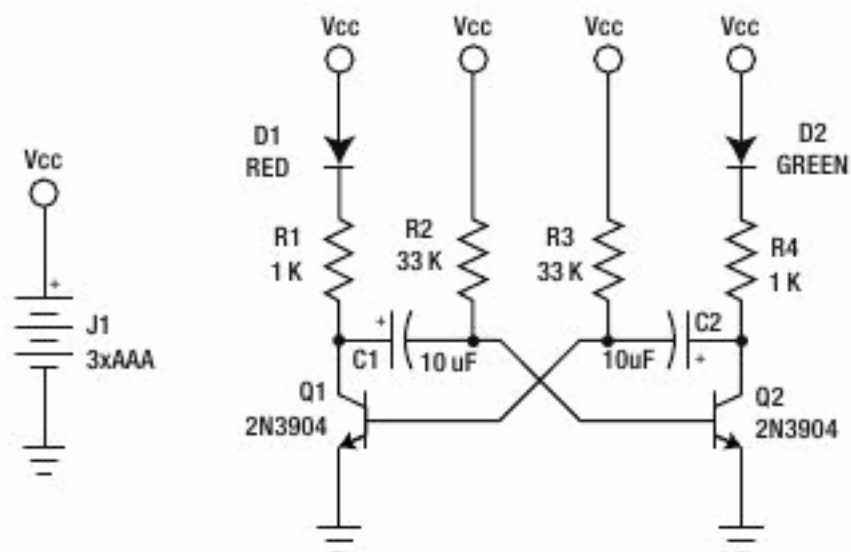 Vcc
Vcc
Vcc
Vcc
D1
RED
D2
GREEN
Vcc
R1
1 K
R2
33 K
R3
33 K
R4
1 K
+
J1
3xAAA
+
C1
10 uF
10uF
C2
+
Q1
2N3904
Q2
2N3904